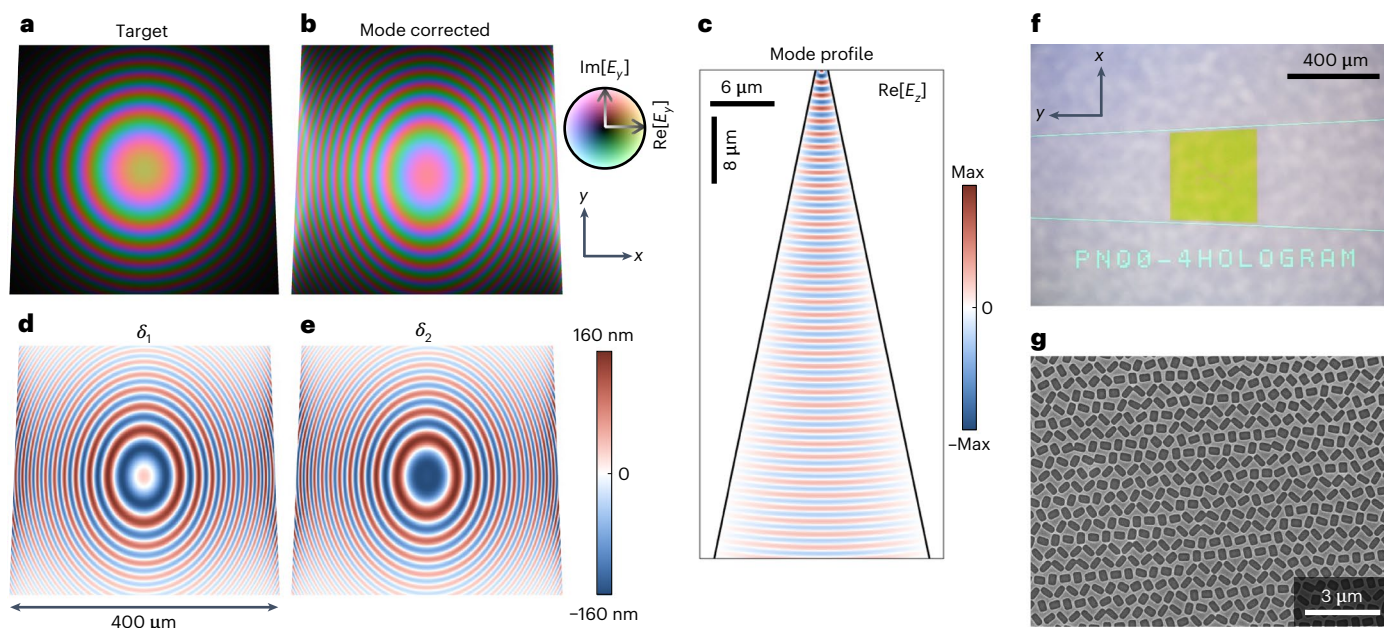 a
Target
b
Mode corrected
Im[Ey]
Re[Ey]
y
x
c
Mode profile
6 µm
8 µm
Re[Ez]
Max
0
–Max
d
δ1
e
δ2
160 nm
0
–160 nm
400 µm
f
x
y
400 µm
PN00-4HOLOGRAM
g
3 µm